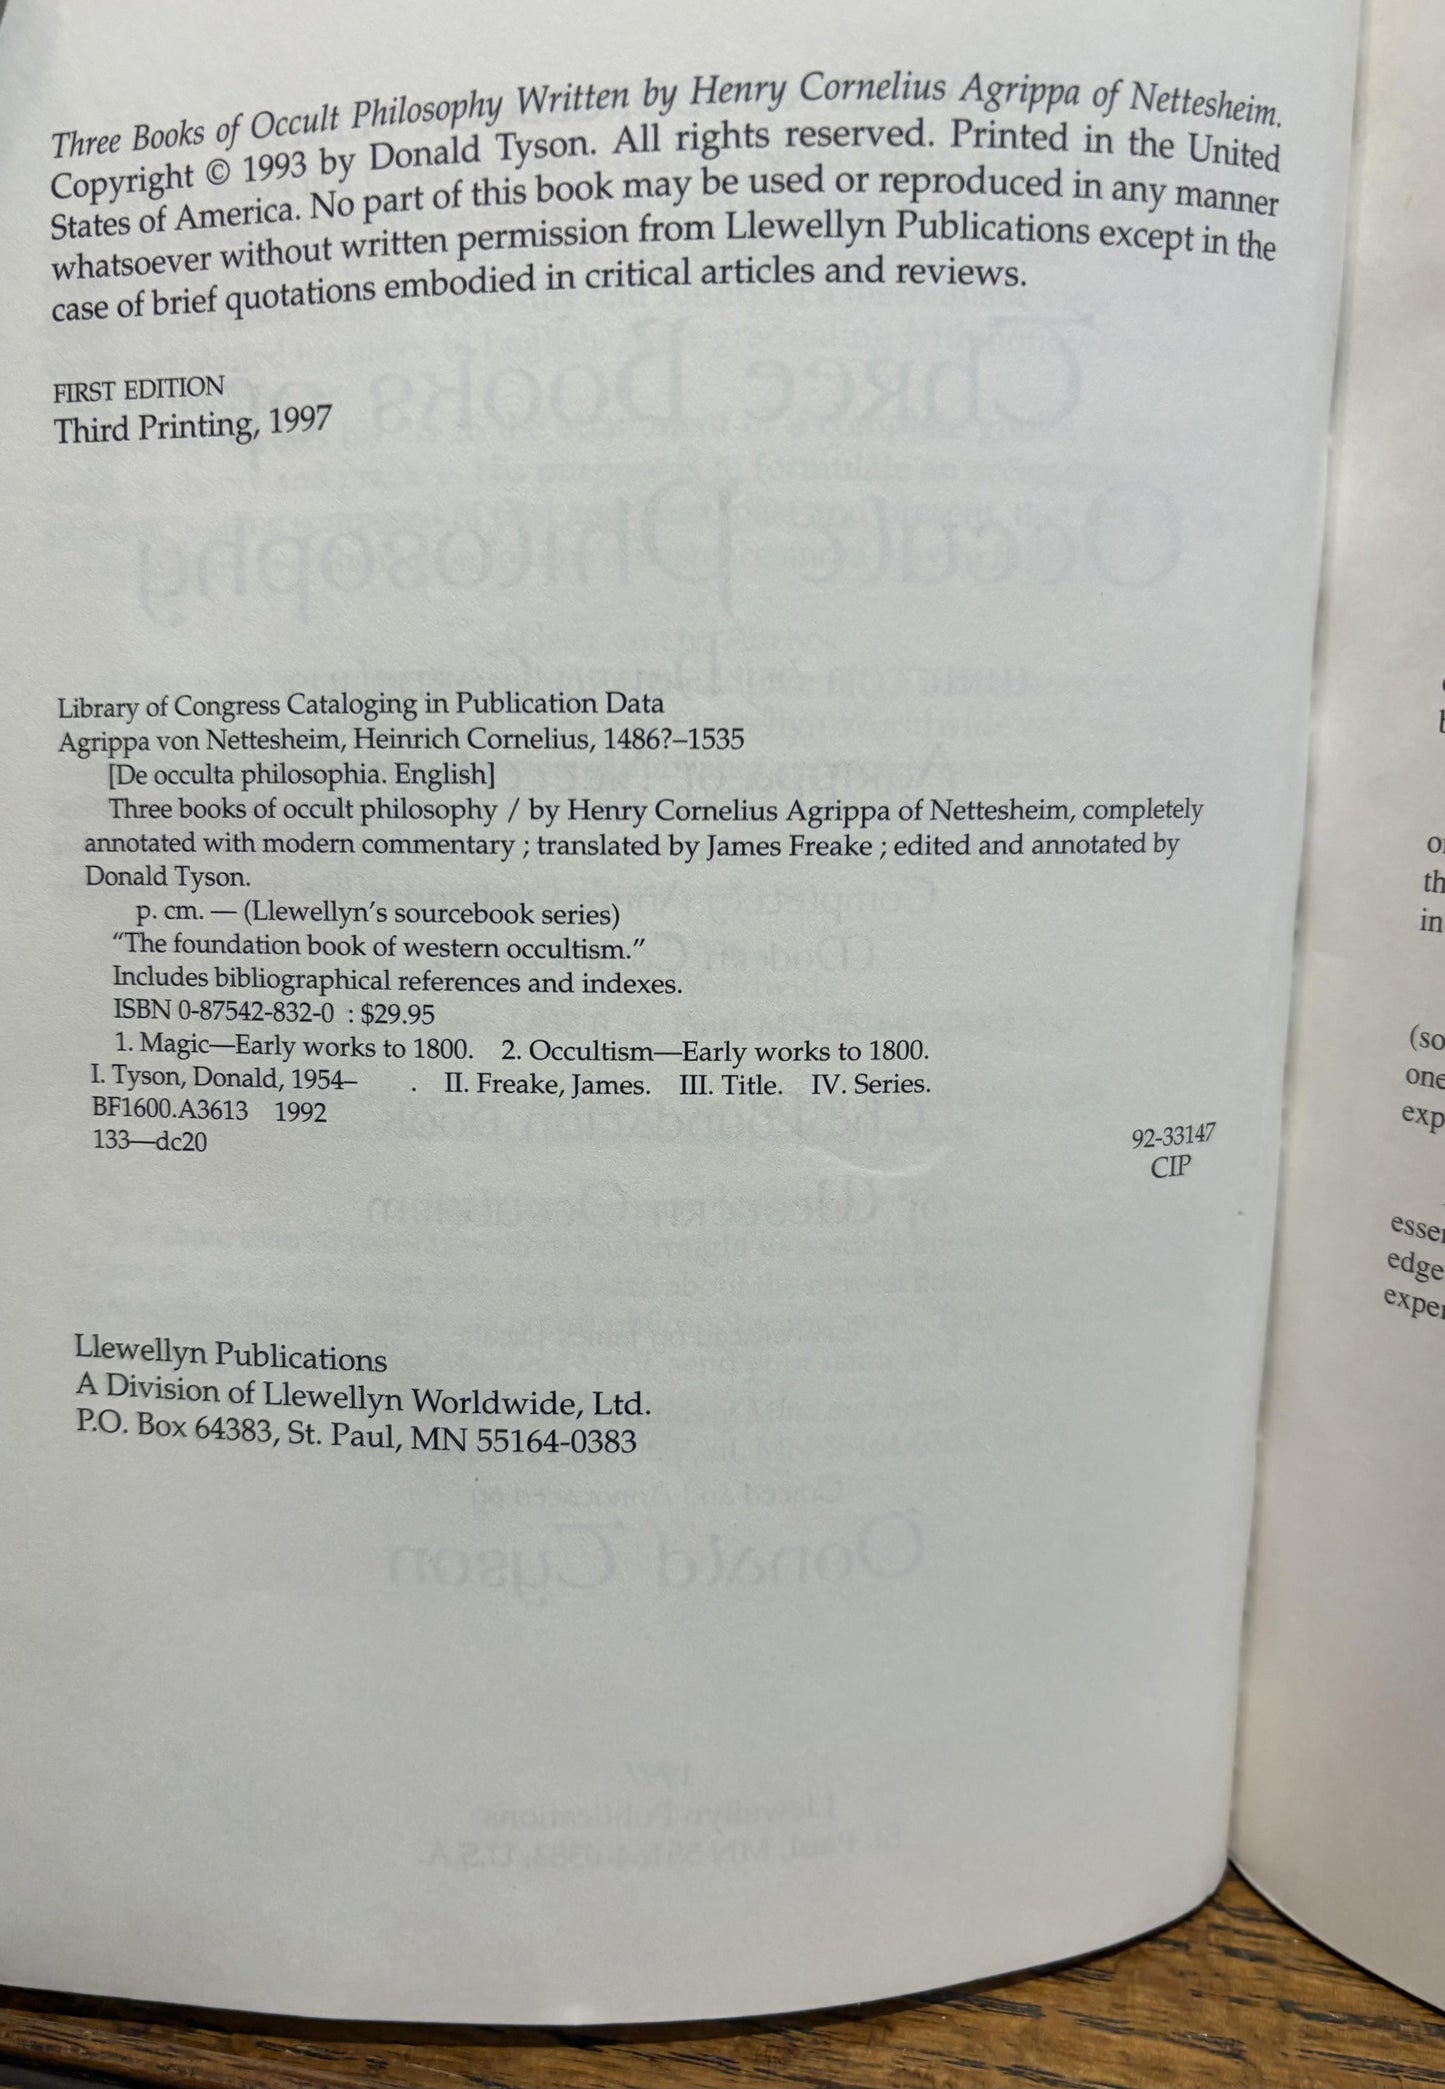 Three Books of Occult Philosophy Written by Henry Cornelius Agrippa of Nettesheim.
Copyright © 1993 by Donald Tyson. All rights reserved. Printed in the United
States of America. No part of this book may be used or reproduced in any manner
whatsoever without written permission from Llewellyn Publications except in the
case of brief quotations embodied in critical articles and reviews.
FIRST EDITION
Third Printing, 1997
Library of Congress Cataloging in Publication Data
Agrippa von Nettesheim, Heinrich Cornelius, 1486?–1535
[De occulta philosophia. English]
Three books of occult philosophy / by Henry Cornelius Agrippa of Nettesheim, completely
annotated with modern commentary ; translated by James Freake ; edited and annotated by
Donald Tyson.
p. cm. — (Llewellyn's sourcebook series)
"The foundation book of western occultism."
Includes bibliographical references and indexes.
ISBN 0-87542-832-0 : $29.95
1. Magic—Early works to 1800. 2. Occultism—Early works to 1800.
I. Tyson, Donald, 1954– . II. Freake, James. III. Title. IV. Series.
BF1600.A3613 1992
133—dc20
92-33147
CIP
Llewellyn Publications
A Division of Llewellyn Worldwide, Ltd.
P.O. Box 64383, St. Paul, MN 55164-0383